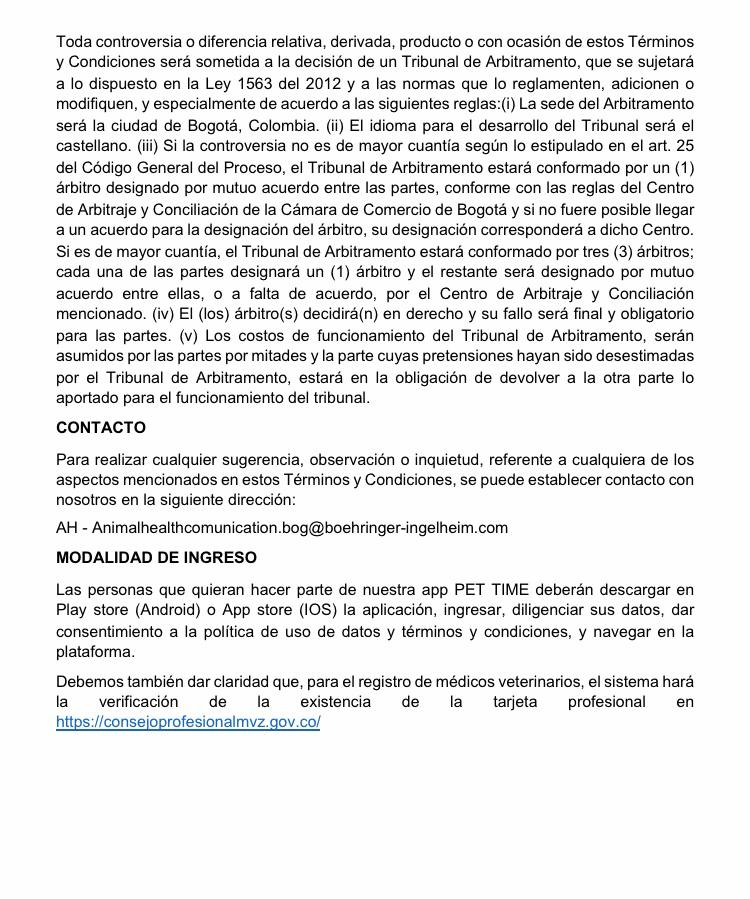 Toda controversia o diferencia relativa, derivada, producto o con ocasión de estos Términos
y Condiciones será sometida a la decisión de un Tribunal de Arbitramento, que se sujetará
a lo dispuesto en la Ley 1563 del 2012 y a las normas que lo reglamenten, adicionen o
modifiquen, y especialmente de acuerdo a las siguientes reglas:(i) La sede del Arbitramento
será la ciudad de Bogotá, Colombia. (ii) El idioma para el desarrollo del Tribunal será el
castellano. (iii) Si la controversia no es de mayor cuantía según lo estipulado en el art. 25
del Código General del Proceso, el Tribunal de Arbitramento estará conformado por un (1)
árbitro designado por mutuo acuerdo entre las partes, conforme con las reglas del Centro
de Arbitraje y Conciliación de la Cámara de Comercio de Bogotá y si no fuere posible llegar
a un acuerdo para la designación del árbitro, su designación corresponderá a dicho Centro.
Si es de mayor cuantía, el Tribunal de Arbitramento estará conformado por tres (3) árbitros;
cada una de las partes designará un (1) árbitro y el restante será designado por mutuo
acuerdo entre ellas, o a falta de acuerdo, por el Centro de Arbitraje y Conciliación
mencionado. (iv) El (los) árbitro(s) decidirá(n) en derecho y su fallo será final y obligatorio
para las partes. (v) Los costos de funcionamiento del Tribunal de Arbitramento, serán
asumidos por las partes por mitades y la parte cuyas pretensiones hayan sido desestimadas
por el Tribunal de Arbitramento, estará en la obligación de devolver a la otra parte lo
aportado para el funcionamiento del tribunal.
CONTACTO
Para realizar cualquier sugerencia, observación o inquietud, referente a cualquiera de los
aspectos mencionados en estos Términos y Condiciones, se puede establecer contacto con
nosotros en la siguiente dirección:
AH - Animalhealthcomunication.bog@boehringer-ingelheim.com
MODALIDAD DE INGRESO
Las personas que quieran hacer parte de nuestra app PET TIME deberán descargar en
Play store (Android) o App store (IOS) la aplicación, ingresar, diligenciar sus datos, dar
consentimiento a la política de uso de datos y términos y condiciones, y navegar en la
plataforma.
Debemos también dar claridad que, para el registro de médicos veterinarios, el sistema hará
la verificación de la existencia de la tarjeta profesional en
https://consejoprofesionalmvz.gov.co/